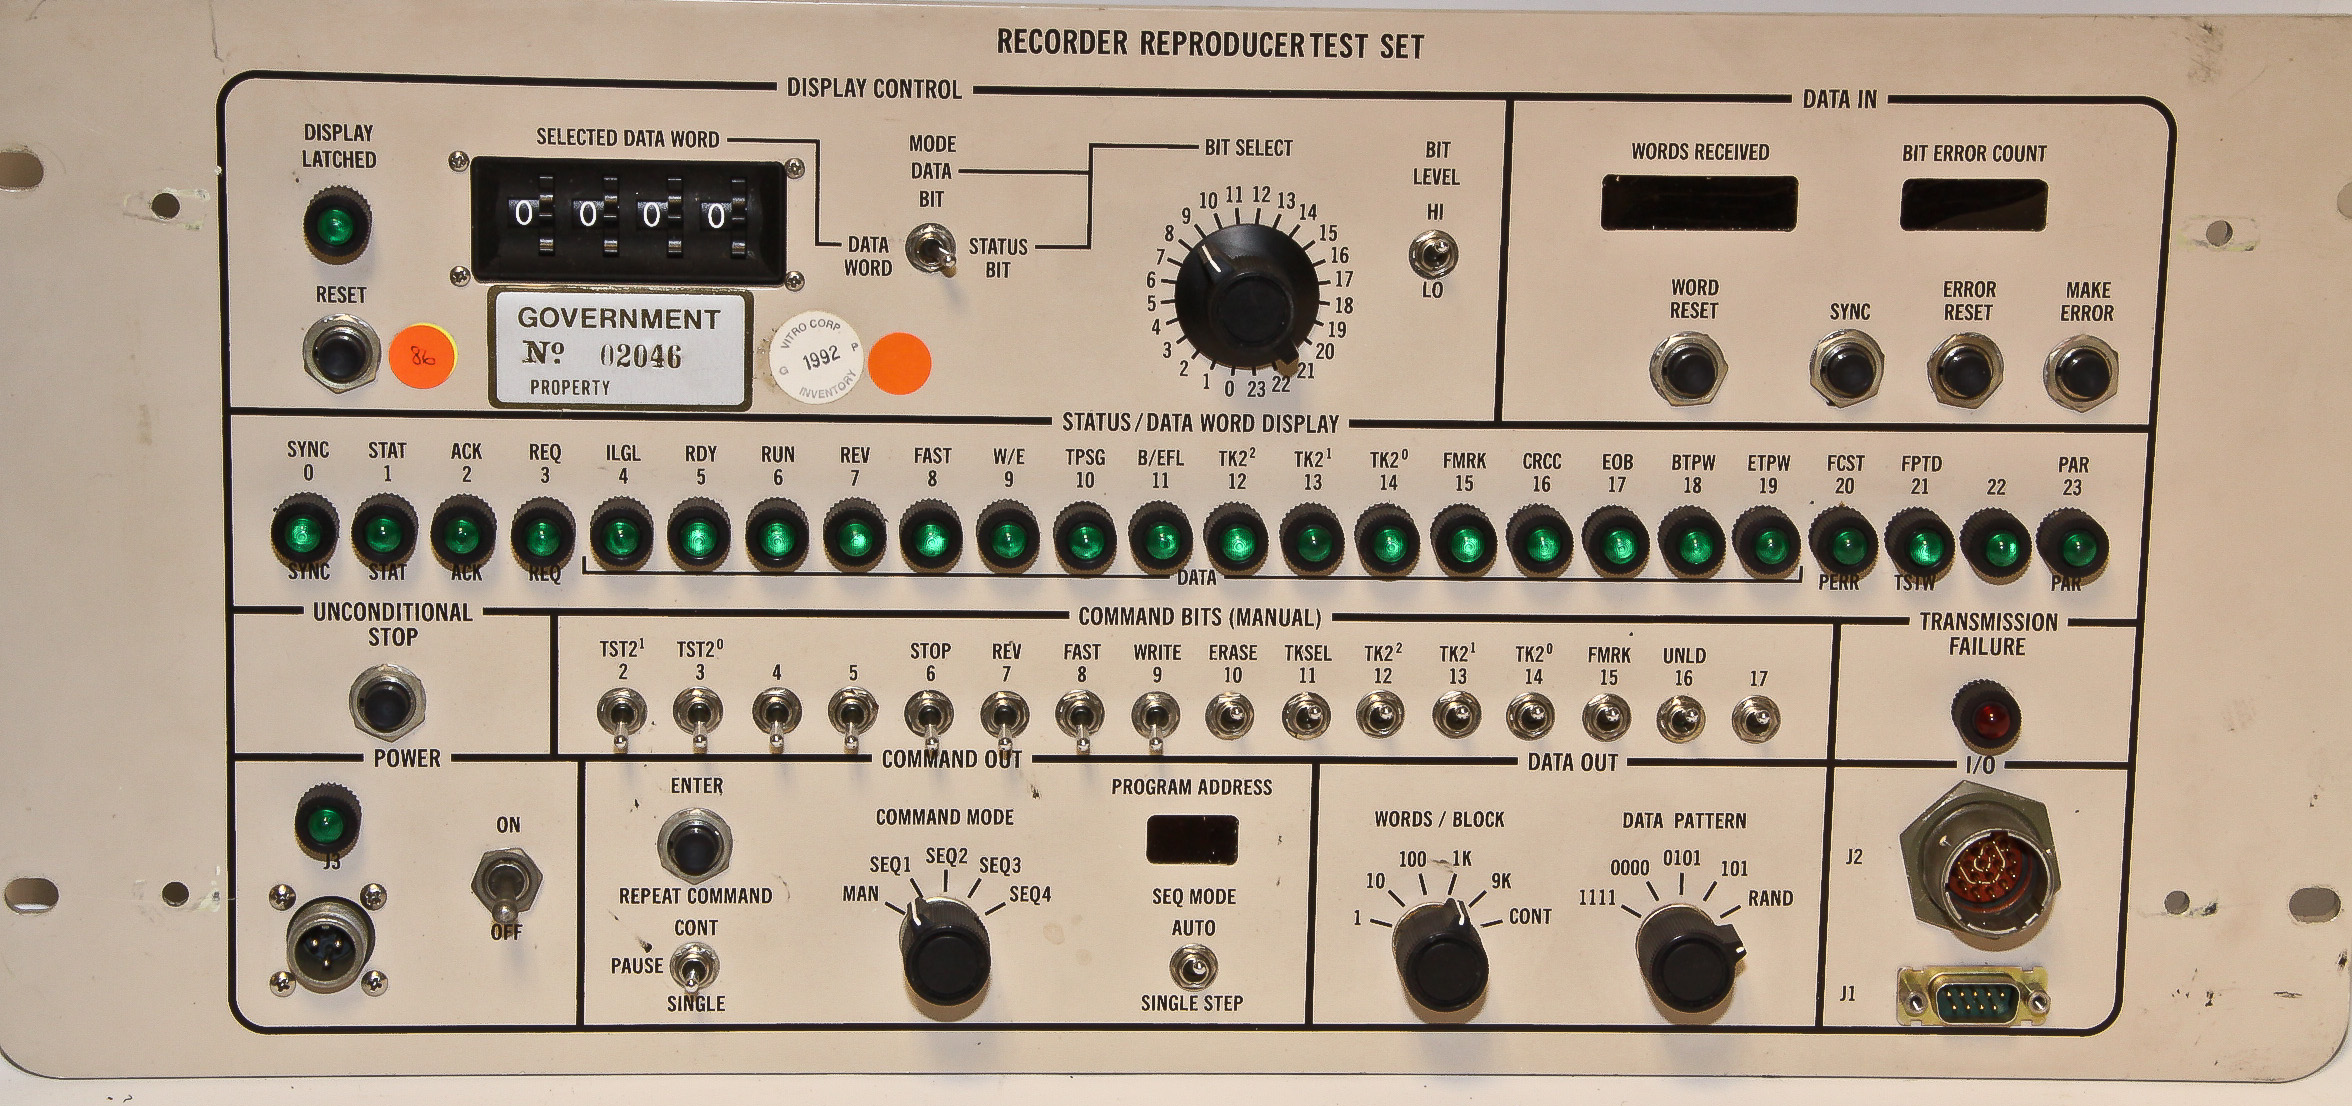 RECORDER REPRODUCER TEST SET
DISPLAY CONTROL
DISPLAY
LATCHED
RESET
86
SELECTED DATA WORD
0 0 0 0
GOVERNMENT
Nº 02046
PROPERTY
VITRO CORP.
G 1992 P
INVENTORY
MODE
DATA
BIT
DATA
WORD
STATUS
BIT
BIT SELECT
0 1 2 3 4 5 6 7 8 9 10 11 12 13 14 15 16 17 18 19 20 21 22 23
BIT
LEVEL
HI
LO
DATA IN
WORDS RECEIVED
BIT ERROR COUNT
WORD
RESET
SYNC
ERROR
RESET
MAKE
ERROR
STATUS / DATA WORD DISPLAY
SYNC STAT ACK REQ ILGL RDY RUN REV FAST W/E TPSG B/EFL TK2² TK2¹ TK2⁰ FMRK CRCC EOB BTPW ETPW FCST FPTD PAR
0 1 2 3 4 5 6 7 8 9 10 11 12 13 14 15 16 17 18 19 20 21 22 23
SYNC STAT ACK REQ DATA PERR TSTW PAR
UNCONDITIONAL
STOP
COMMAND BITS (MANUAL)
TST2¹ TST2⁰ STOP REV FAST WRITE ERASE TKSEL TK2² TK2¹ TK2⁰ FMRK UNLD
2 3 4 5 6 7 8 9 10 11 12 13 14 15 16 17
TRANSMISSION
FAILURE
POWER
J3
ON
OFF
COMMAND OUT
ENTER
REPEAT COMMAND
CONT
PAUSE
SINGLE
COMMAND MODE
MAN SEQ1 SEQ2 SEQ3 SEQ4
PROGRAM ADDRESS
SEQ MODE
AUTO
SINGLE STEP
DATA OUT
WORDS / BLOCK
1 10 100 1K 9K CONT
DATA PATTERN
1111 0000 0101 101 RAND
I/O
J2
J1